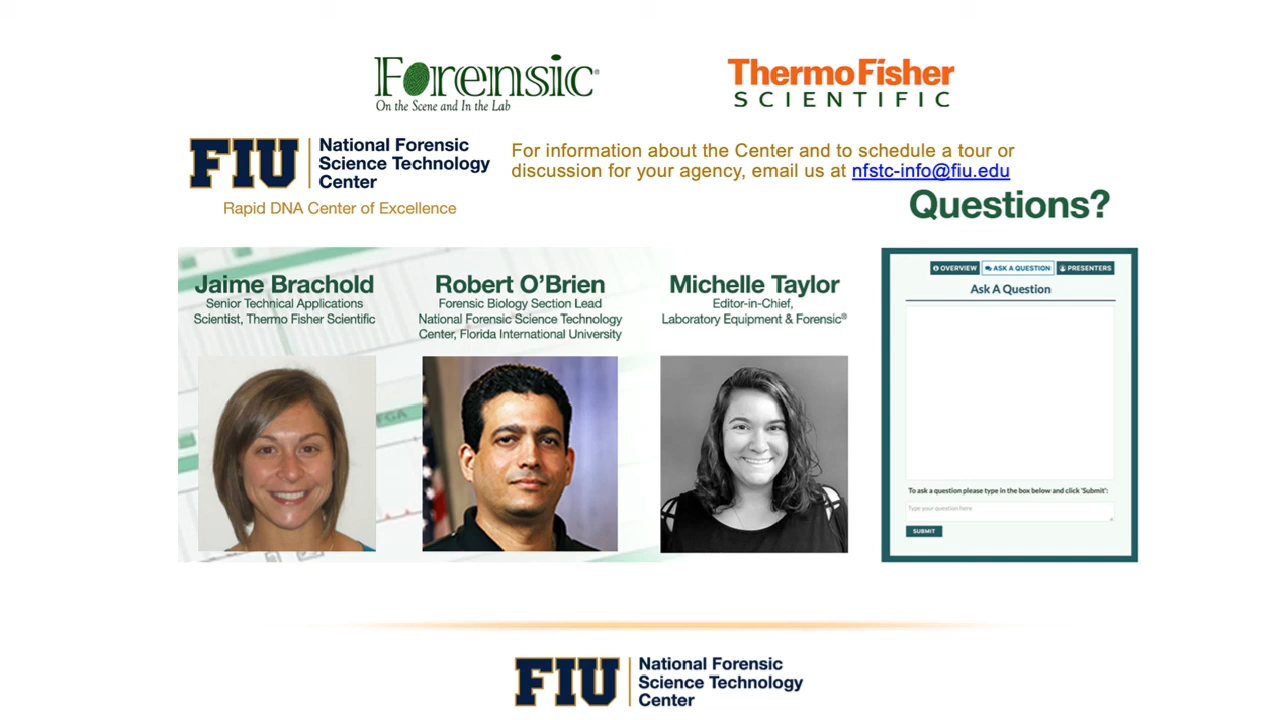 Forensic®
On the Scene and In the Lab
ThermoFisher
SCIENTIFIC
FIU
National Forensic
Science Technology
Center
Rapid DNA Center of Excellence
For information about the Center and to schedule a tour or
discussion for your agency, email us at nfstc-info@fiu.edu
Questions?
Jaime Brachold
Senior Technical Applications
Scientist, Thermo Fisher Scientific
Robert O'Brien
Forensic Biology Section Lead
National Forensic Science Technology
Center, Florida International University
Michelle Taylor
Editor-in-Chief,
Laboratory Equipment & Forensic®
OVERVIEW
ASK A QUESTION
PRESENTERS
Ask A Question
To ask a question please type in the box below and click 'Submit':
Type your question here
SUBMIT
FGA
FIU
National Forensic
Science Technology
Center